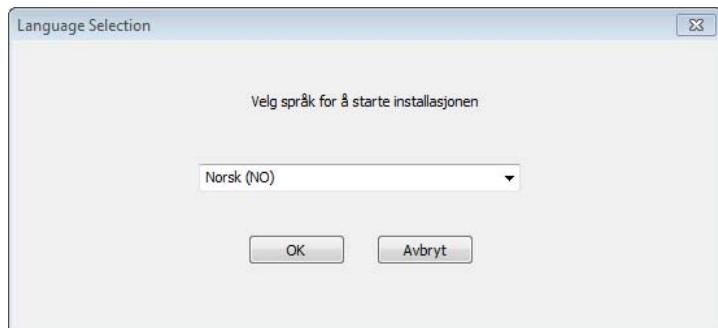 Language Selection
Velg språk for å starte installasjonen
Norsk (NO)
OK Avbryt